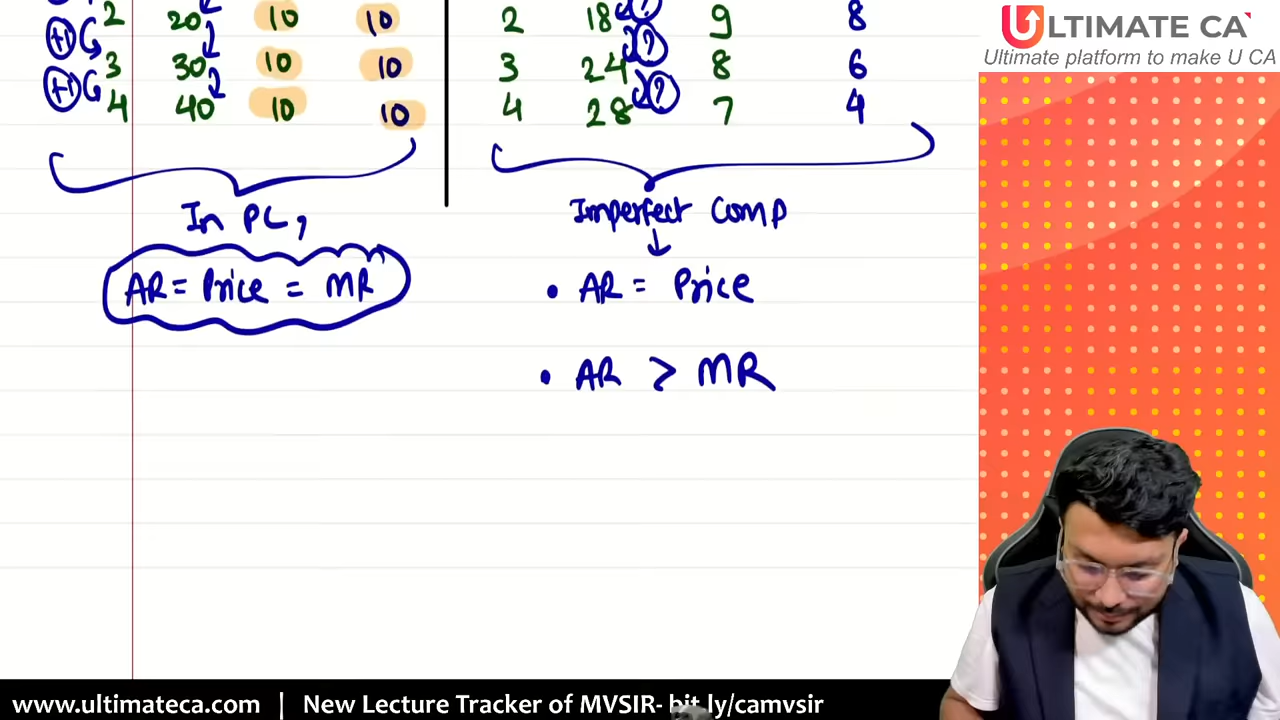 2 20 10 10 2 18 ? 9 8
+1 3 30 10 10 3 24 ? 8 6
+1 4 40 10 10 4 28 ? 7 4
In PC,
AR = Price = MR
Imperfect Comp
• AR = Price
• AR > MR
ULTIMATE CA
Ultimate platform to make U CA
www.ultimateca.com | New Lecture Tracker of MVSIR- bit.ly/camvsir